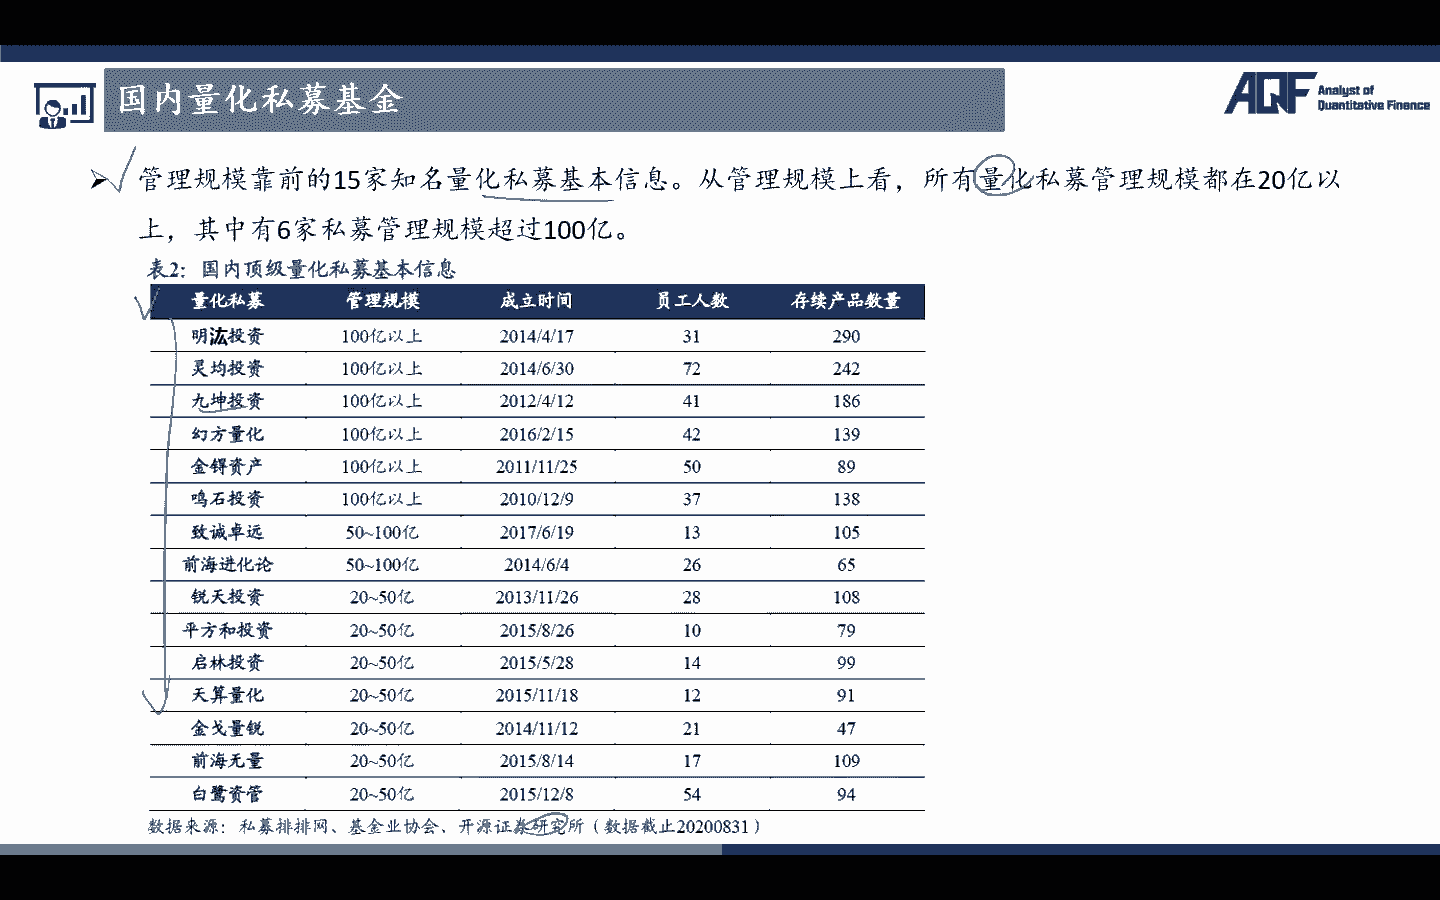 国内量化私募基金
AQF Analyst of
Quantitative Finance
管理规模靠前的15家知名量化私募基本信息。从管理规模上看，所有量化私募管理规模都在20亿以
上，其中有6家私募管理规模超过100亿。
表2：国内顶级量化私募基本信息
量化私募 管理规模 成立时间 员工人数 存续产品数量
明汯投资 100亿以上 2014/4/17 31 290
灵均投资 100亿以上 2014/6/30 72 242
九坤投资 100亿以上 2012/4/12 41 186
幻方量化 100亿以上 2016/2/15 42 139
金锝资产 100亿以上 2011/11/25 50 89
鸣石投资 100亿以上 2010/12/9 37 138
致诚卓远 50~100亿 2017/6/19 13 105
前海进化论 50~100亿 2014/6/4 26 65
锐天投资 20~50亿 2013/11/26 28 108
平方和投资 20~50亿 2015/8/26 10 79
启林投资 20~50亿 2015/5/28 14 99
天算量化 20~50亿 2015/11/18 12 91
金戈量锐 20~50亿 2014/11/12 21 47
前海无量 20~50亿 2015/8/14 17 109
白鹭资管 20~50亿 2015/12/8 54 94
数据来源：私募排排网、基金业协会、开源证券研究所（数据截止20200831）